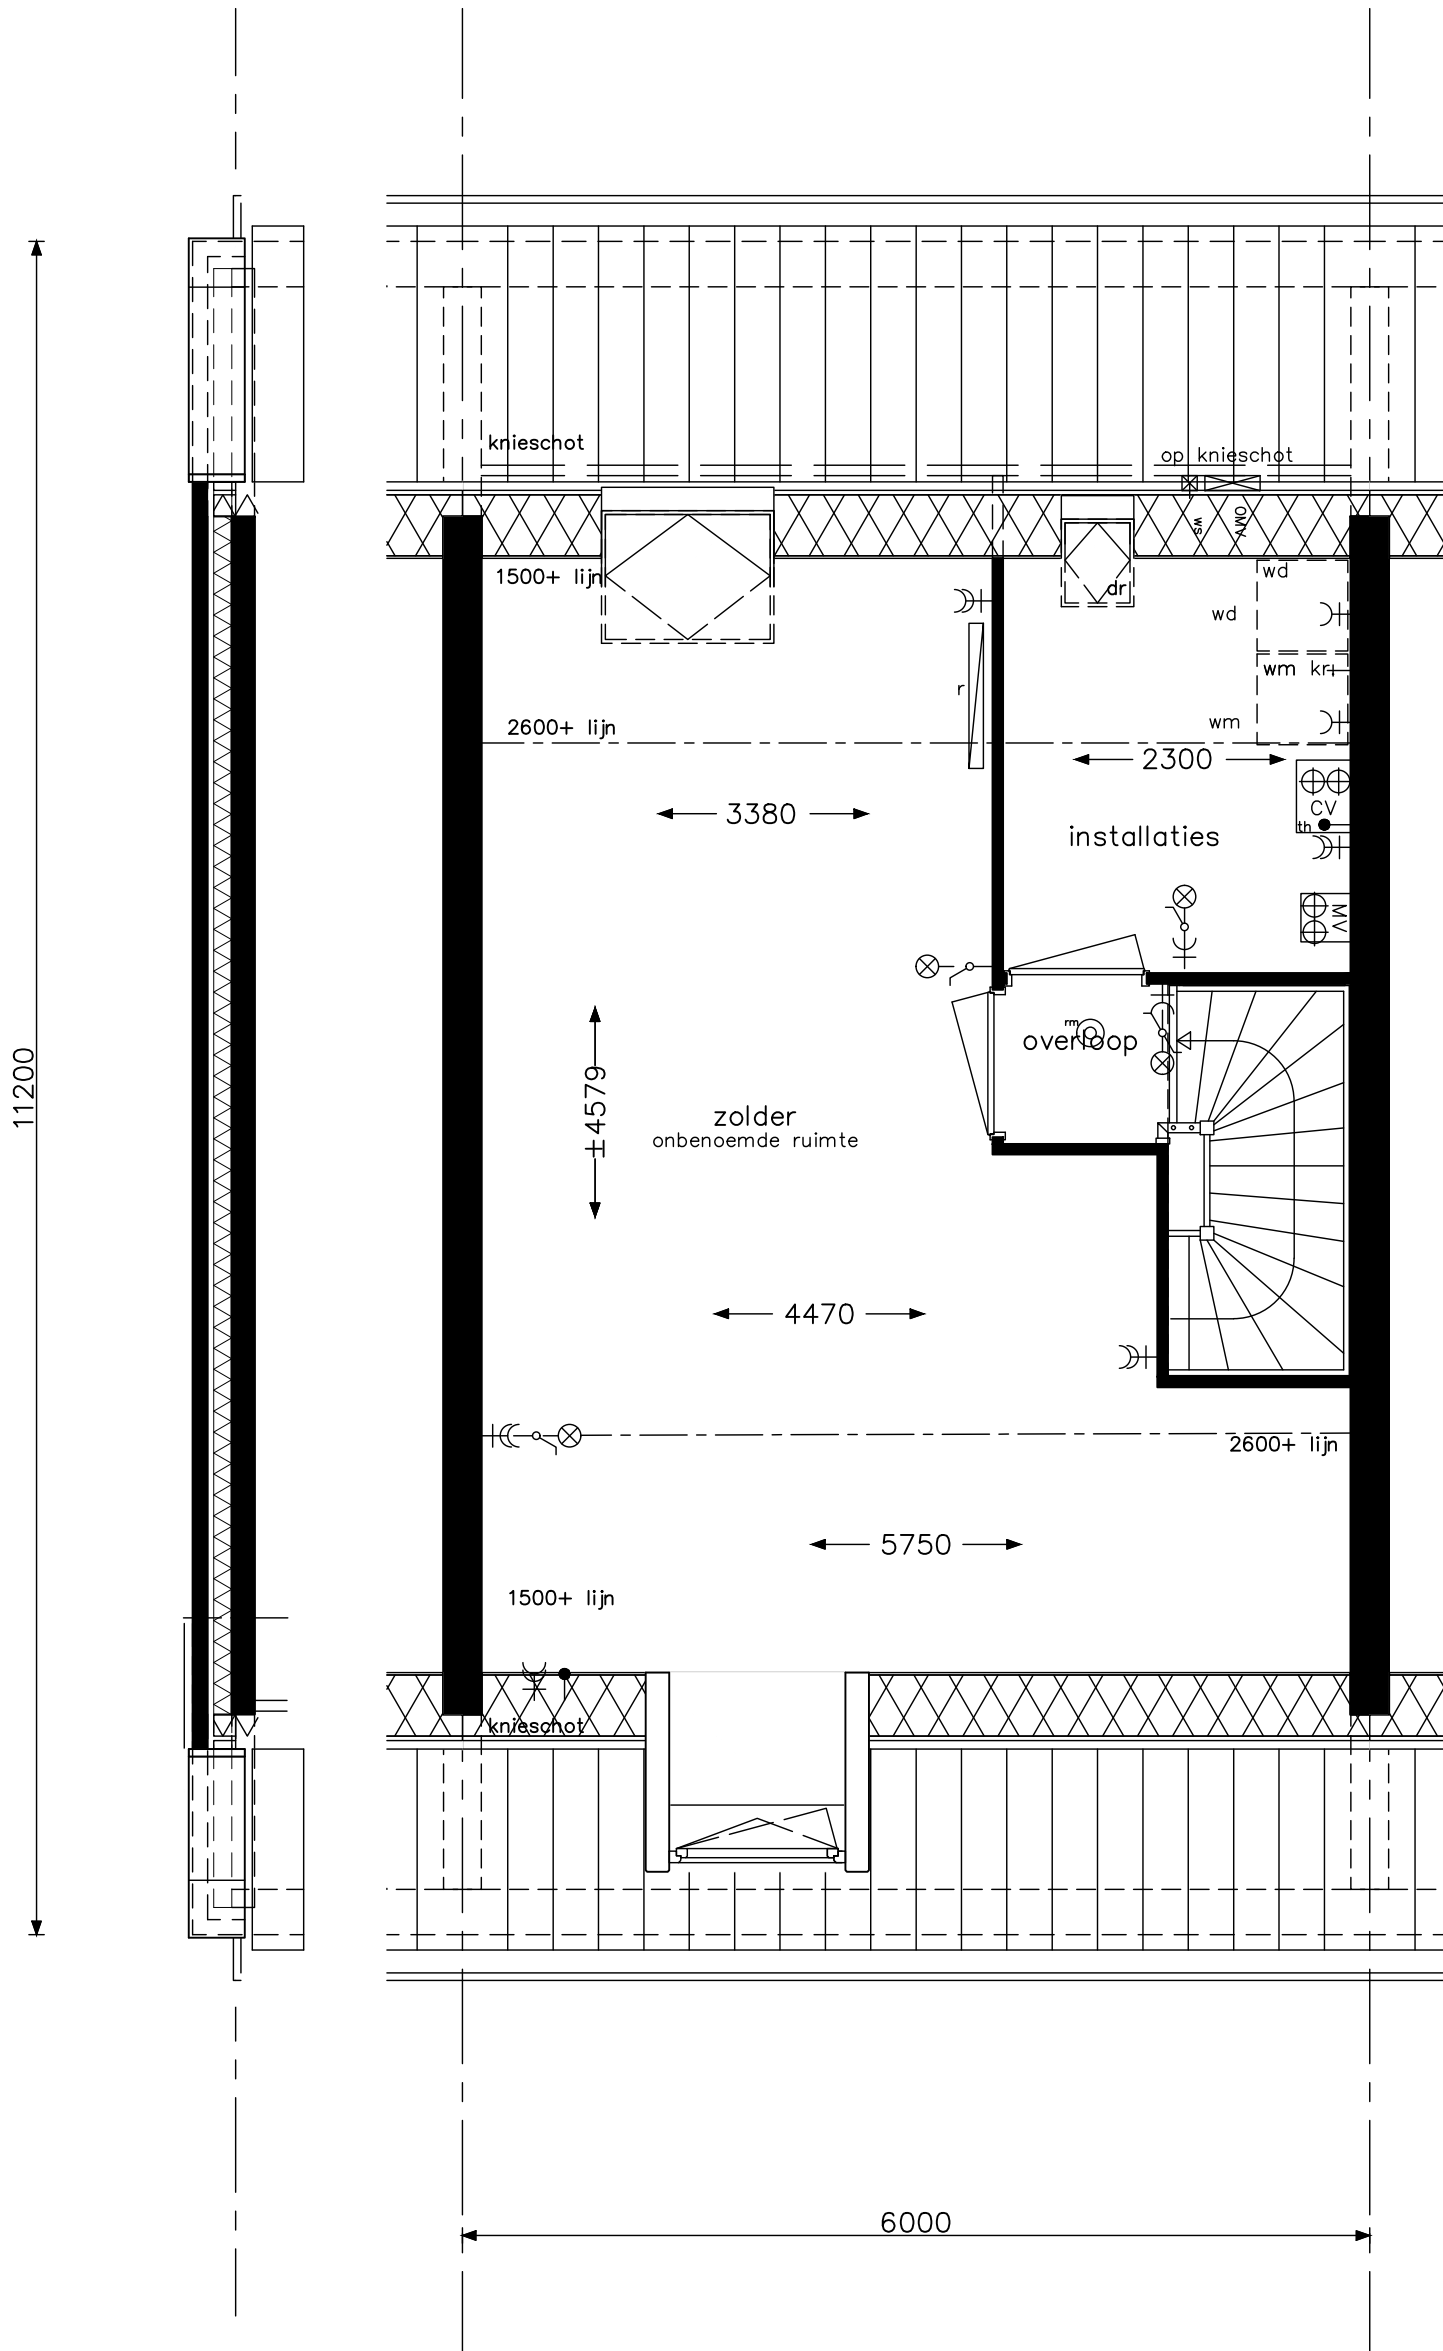 knieschot
op knieschot
ws
OMV
1500+ lijn
dr
wd
wd
wm kr.
r
wm
2600+ lijn
2300
3380
CV
th
installaties
MV
rm
overloop
11200
±4579
zolder
onbenoemde ruimte
4470
2600+ lijn
5750
1500+ lijn
knieschot
6000